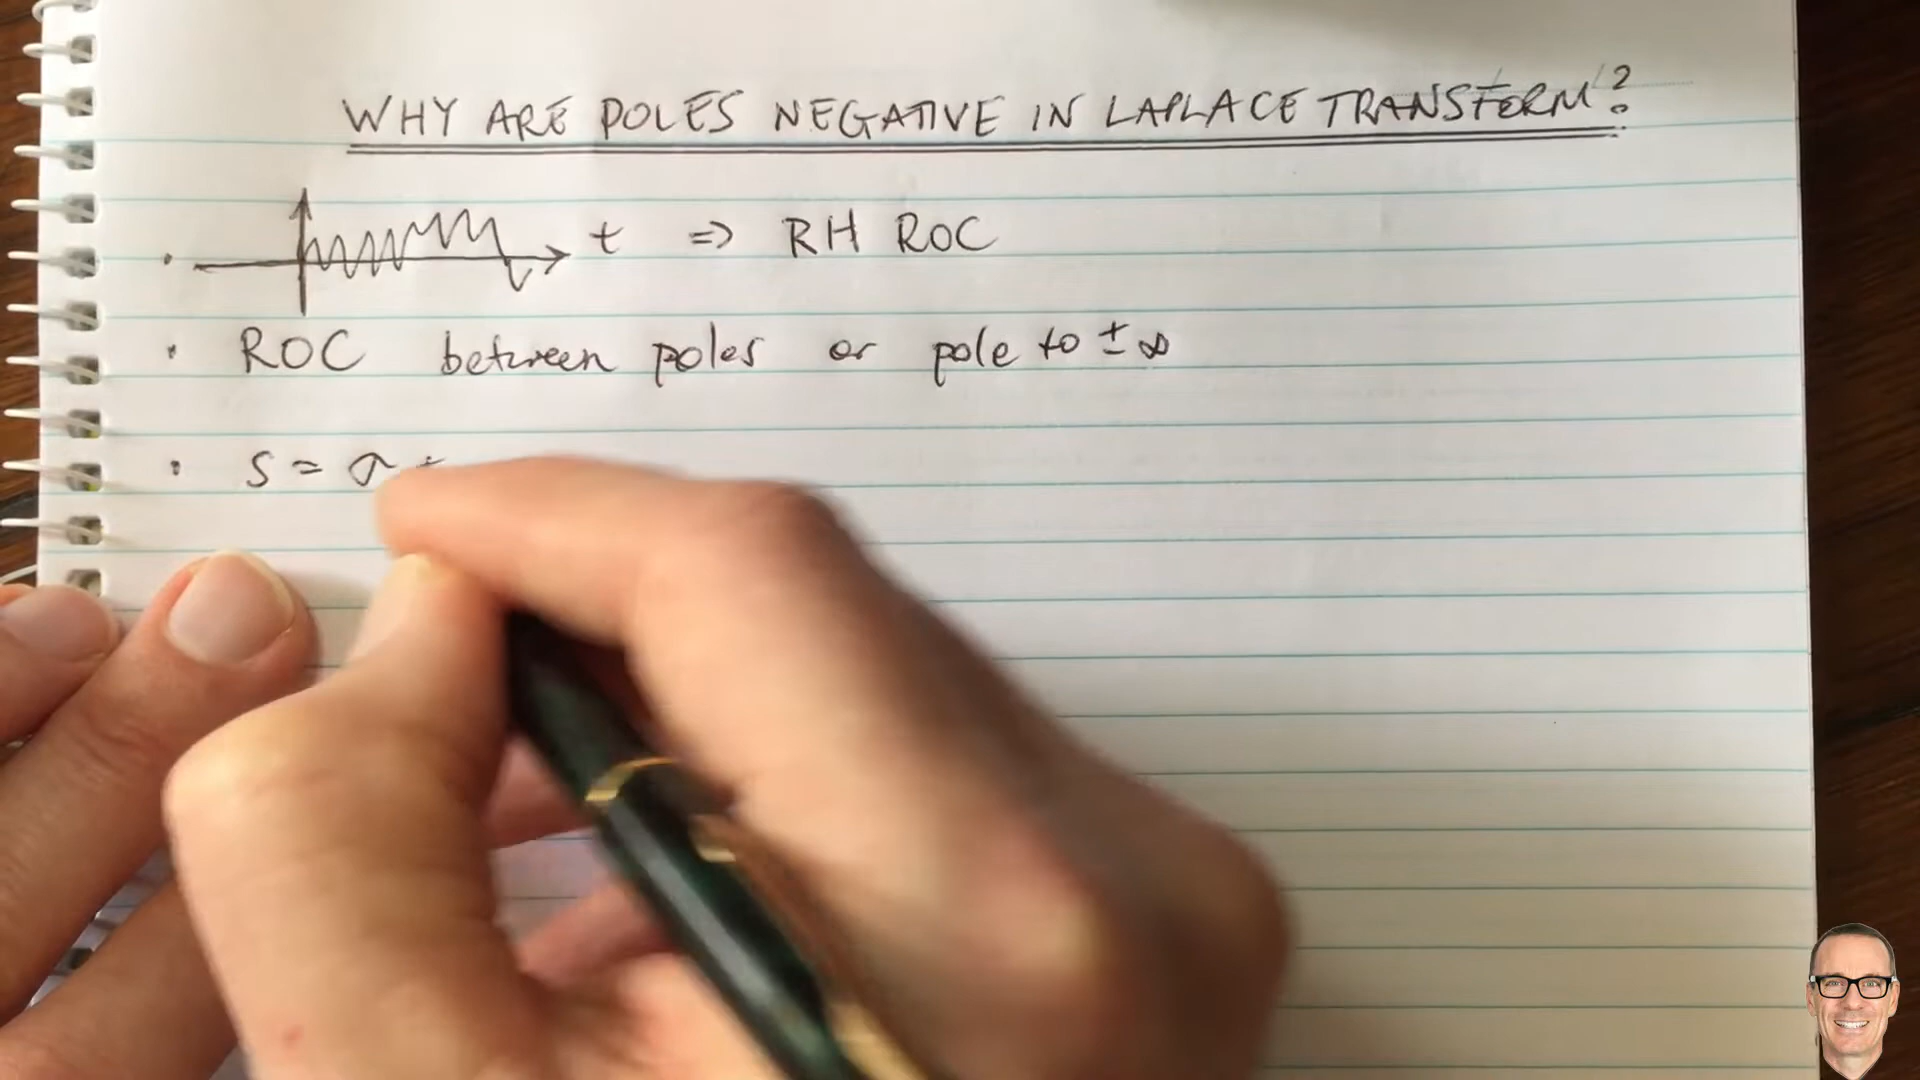 WHY ARE POLES NEGATIVE IN LAPLACE TRANSFORM?
• t ⇒ RH ROC
• ROC between poles or pole to ± ∞
• s = σ +